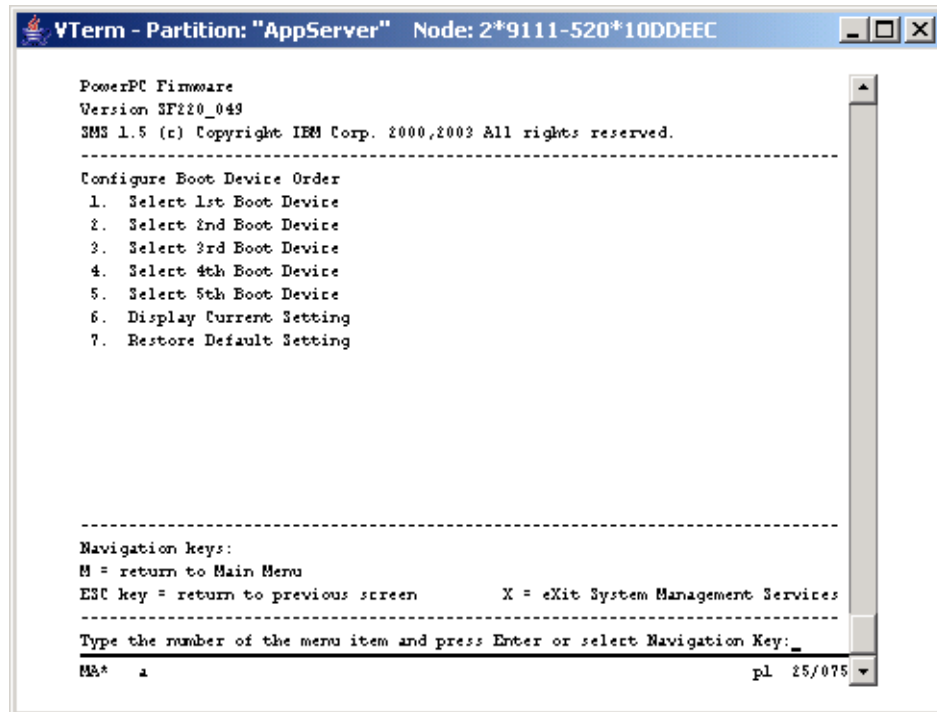 VTerm - Partition: "AppServer" Node: 2*9111-520*10DDEEC
PowerPC Firmware
Version SF220_049
SMS 1.5 (c) Copyright IBM Corp. 2000,2003 All rights reserved.
--------------------------------------------------------------------------------
Configure Boot Device Order
1. Select 1st Boot Device
2. Select 2nd Boot Device
3. Select 3rd Boot Device
4. Select 4th Boot Device
5. Select 5th Boot Device
6. Display Current Setting
7. Restore Default Setting
--------------------------------------------------------------------------------
Navigation keys:
M = return to Main Menu
ESC key = return to previous screen X = eXit System Management Services
--------------------------------------------------------------------------------
Type the number of the menu item and press Enter or select Navigation Key:_
MA* a pl 25/075